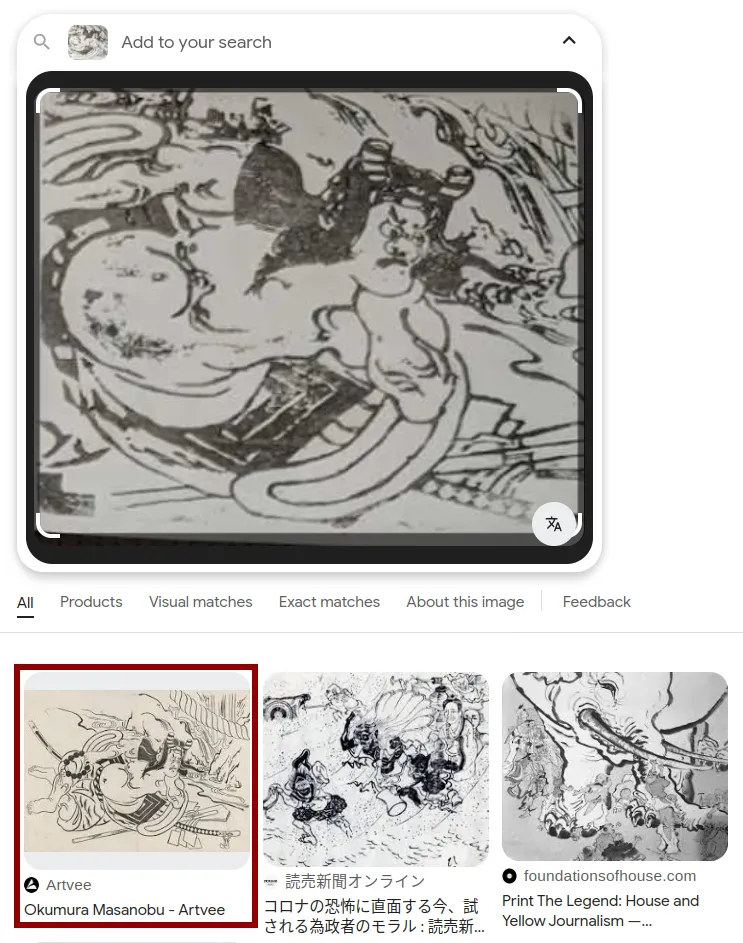 Add to your search
All
Products
Visual matches
Exact matches
About this image
Feedback
Artvee
Okumura Masanobu - Artvee
読売新聞オンライン
コロナの恐怖に直面する今、試
される為政者のモラル : 読売新...
foundationsofhouse.com
Print The Legend: House and
Yellow Journalism —...